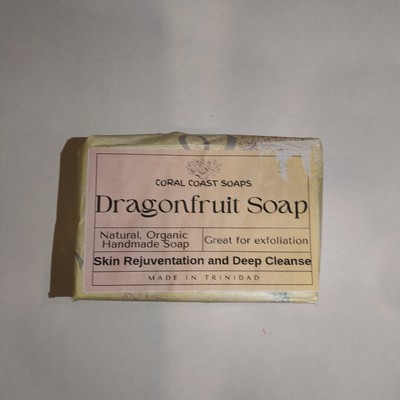 CORAL COAST SOAPS
Dragonfruit Soap
Natural, Organic
Handmade Soap
Great for exfoliation
Skin Rejuventation and Deep Cleanse
MADE IN TRINIDAD